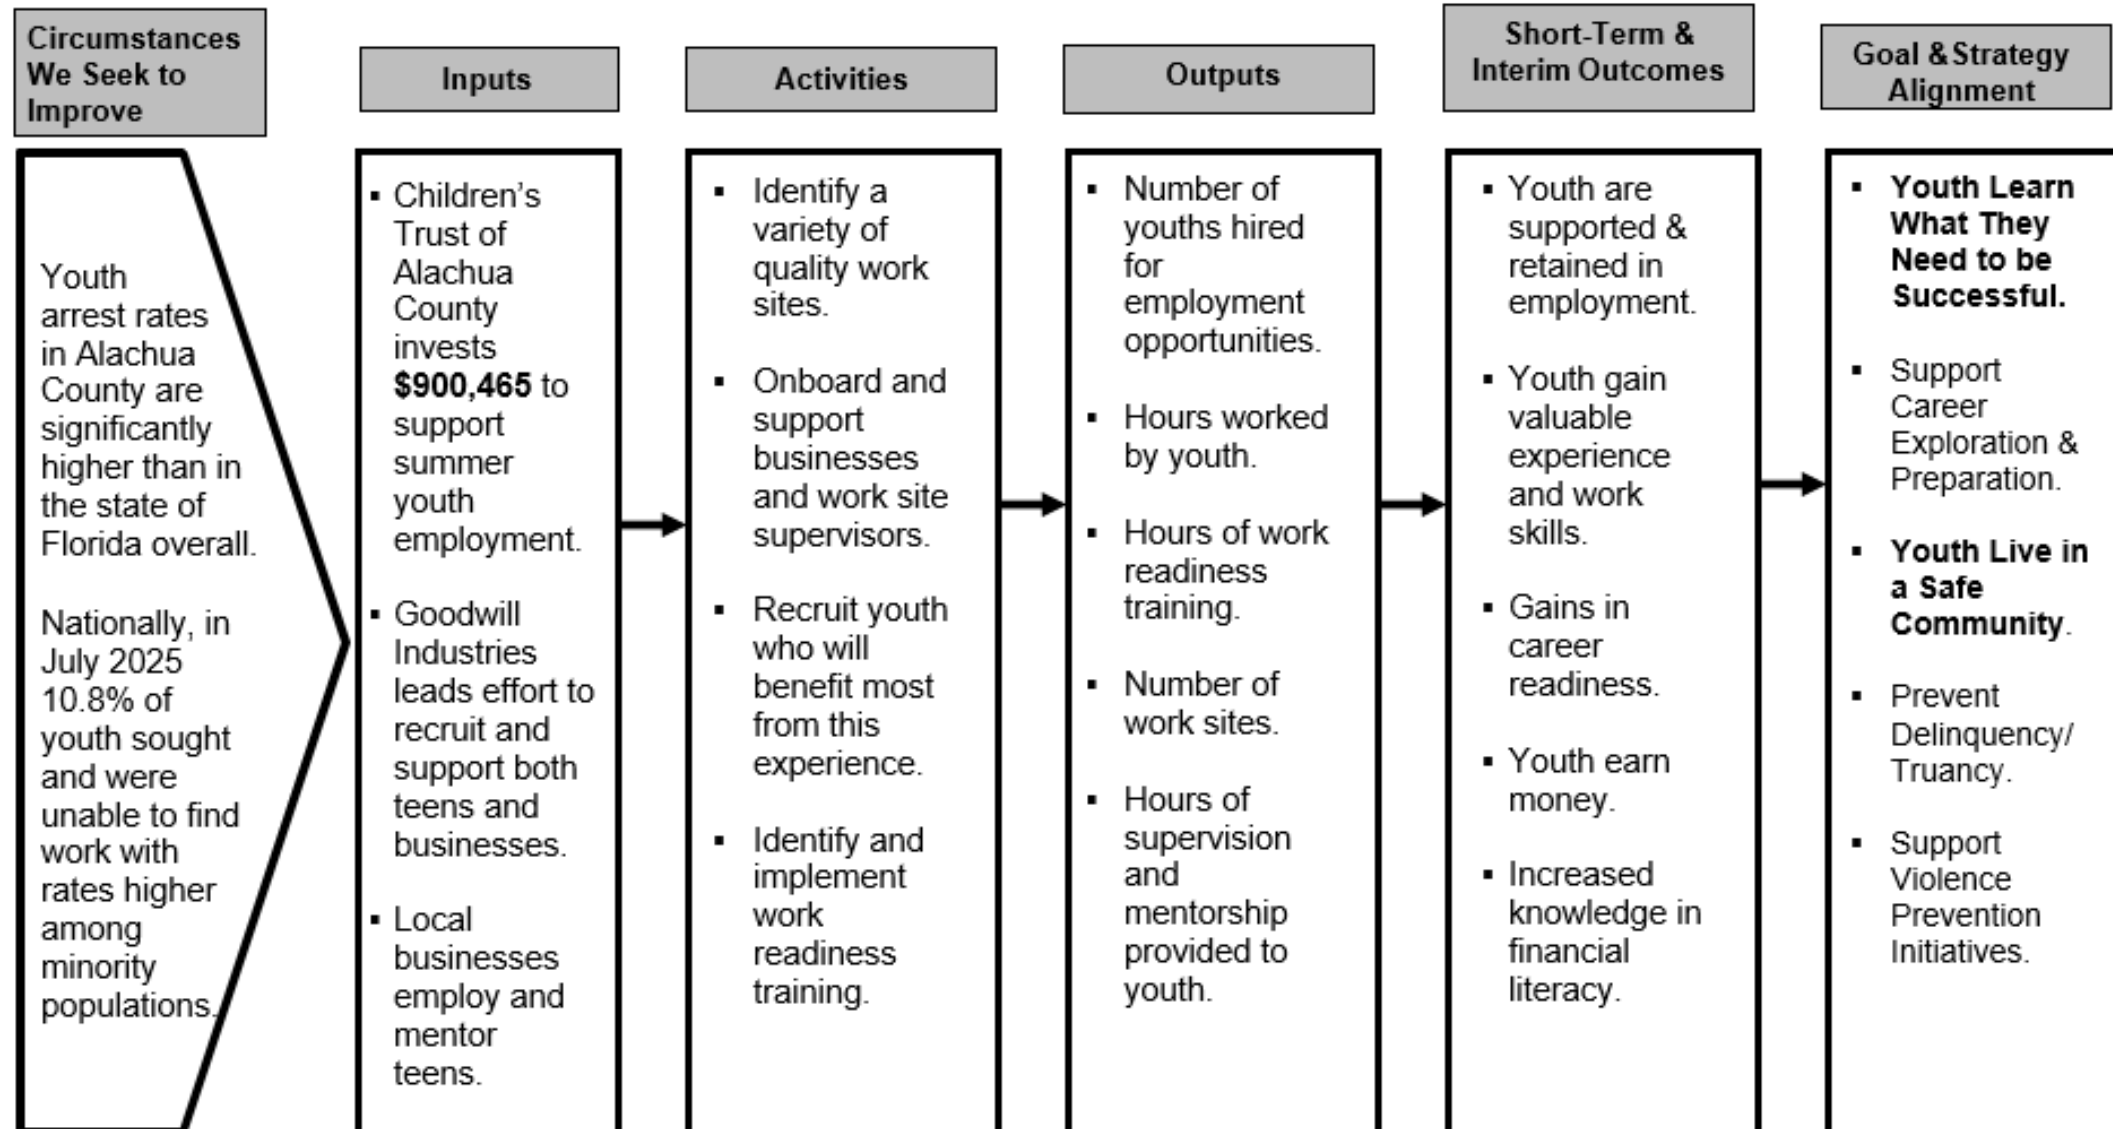 Circumstances
We Seek to
Improve
Youth
arrest rates
in Alachua
County are
significantly
higher than in
the state of
Florida overall.
Nationally, in
July 2025
10.8% of
youth sought
and were
unable to find
work with
rates higher
among
minority
populations.
Inputs
▪ Children’s
Trust of
Alachua
County
invests
$900,465 to
support
summer
youth
employment.
▪ Goodwill
Industries
leads effort to
recruit and
support both
teens and
businesses.
▪ Local
businesses
employ and
mentor
teens.
Activities
▪ Identify a
variety of
quality work
sites.
▪ Onboard and
support
businesses
and work site
supervisors.
▪ Recruit youth
who will
benefit most
from this
experience.
▪ Identify and
implement
work
readiness
training.
Outputs
▪ Number of
youths hired
for
employment
opportunities.
▪ Hours worked
by youth.
▪ Hours of work
readiness
training.
▪ Number of
work sites.
▪ Hours of
supervision
and
mentorship
provided to
youth.
Short-Term &
Interim Outcomes
▪ Youth are
supported &
retained in
employment.
▪ Youth gain
valuable
experience
and work
skills.
▪ Gains in
career
readiness.
▪ Youth earn
money.
▪ Increased
knowledge in
financial
literacy.
Goal & Strategy
Alignment
▪ Youth Learn
What They
Need to be
Successful.
▪ Support
Career
Exploration &
Preparation.
▪ Youth Live in
a Safe
Community.
▪ Prevent
Delinquency/
Truancy.
▪ Support
Violence
Prevention
Initiatives.